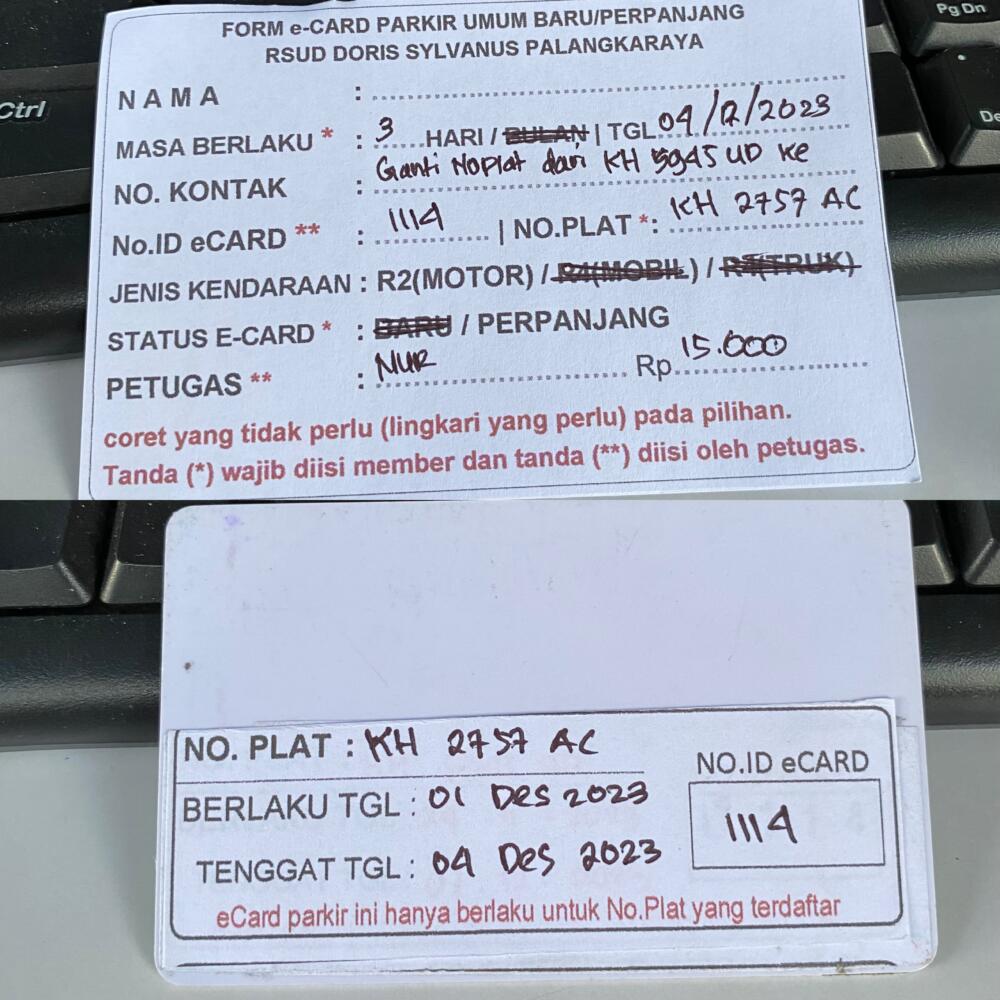 Ctrl
Pg Dn
De
FORM e-CARD PARKIR UMUM BARU/PERPANJANG
RSUD DORIS SYLVANUS PALANGKARAYA
N A M A :
MASA BERLAKU * : 3 HARI / BULAN | TGL 04/12/2023
Ganti NoPlat dari KH 5945 UD ke
NO. KONTAK :
No.ID eCARD ** : 1114 | NO.PLAT *: KH 2757 AC
JENIS KENDARAAN : R2(MOTOR) / R4(MOBIL) / R5(TRUK)
STATUS E-CARD * : BARU / PERPANJANG
PETUGAS ** : NUR Rp 15.000
coret yang tidak perlu (lingkari yang perlu) pada pilihan.
Tanda (*) wajib diisi member dan tanda (**) diisi oleh petugas.
NO. PLAT : KH 2757 AC
BERLAKU TGL : 01 Des 2023
TENGGAT TGL : 04 Des 2023
NO.ID eCARD
1114
eCard parkir ini hanya berlaku untuk No.Plat yang terdaftar